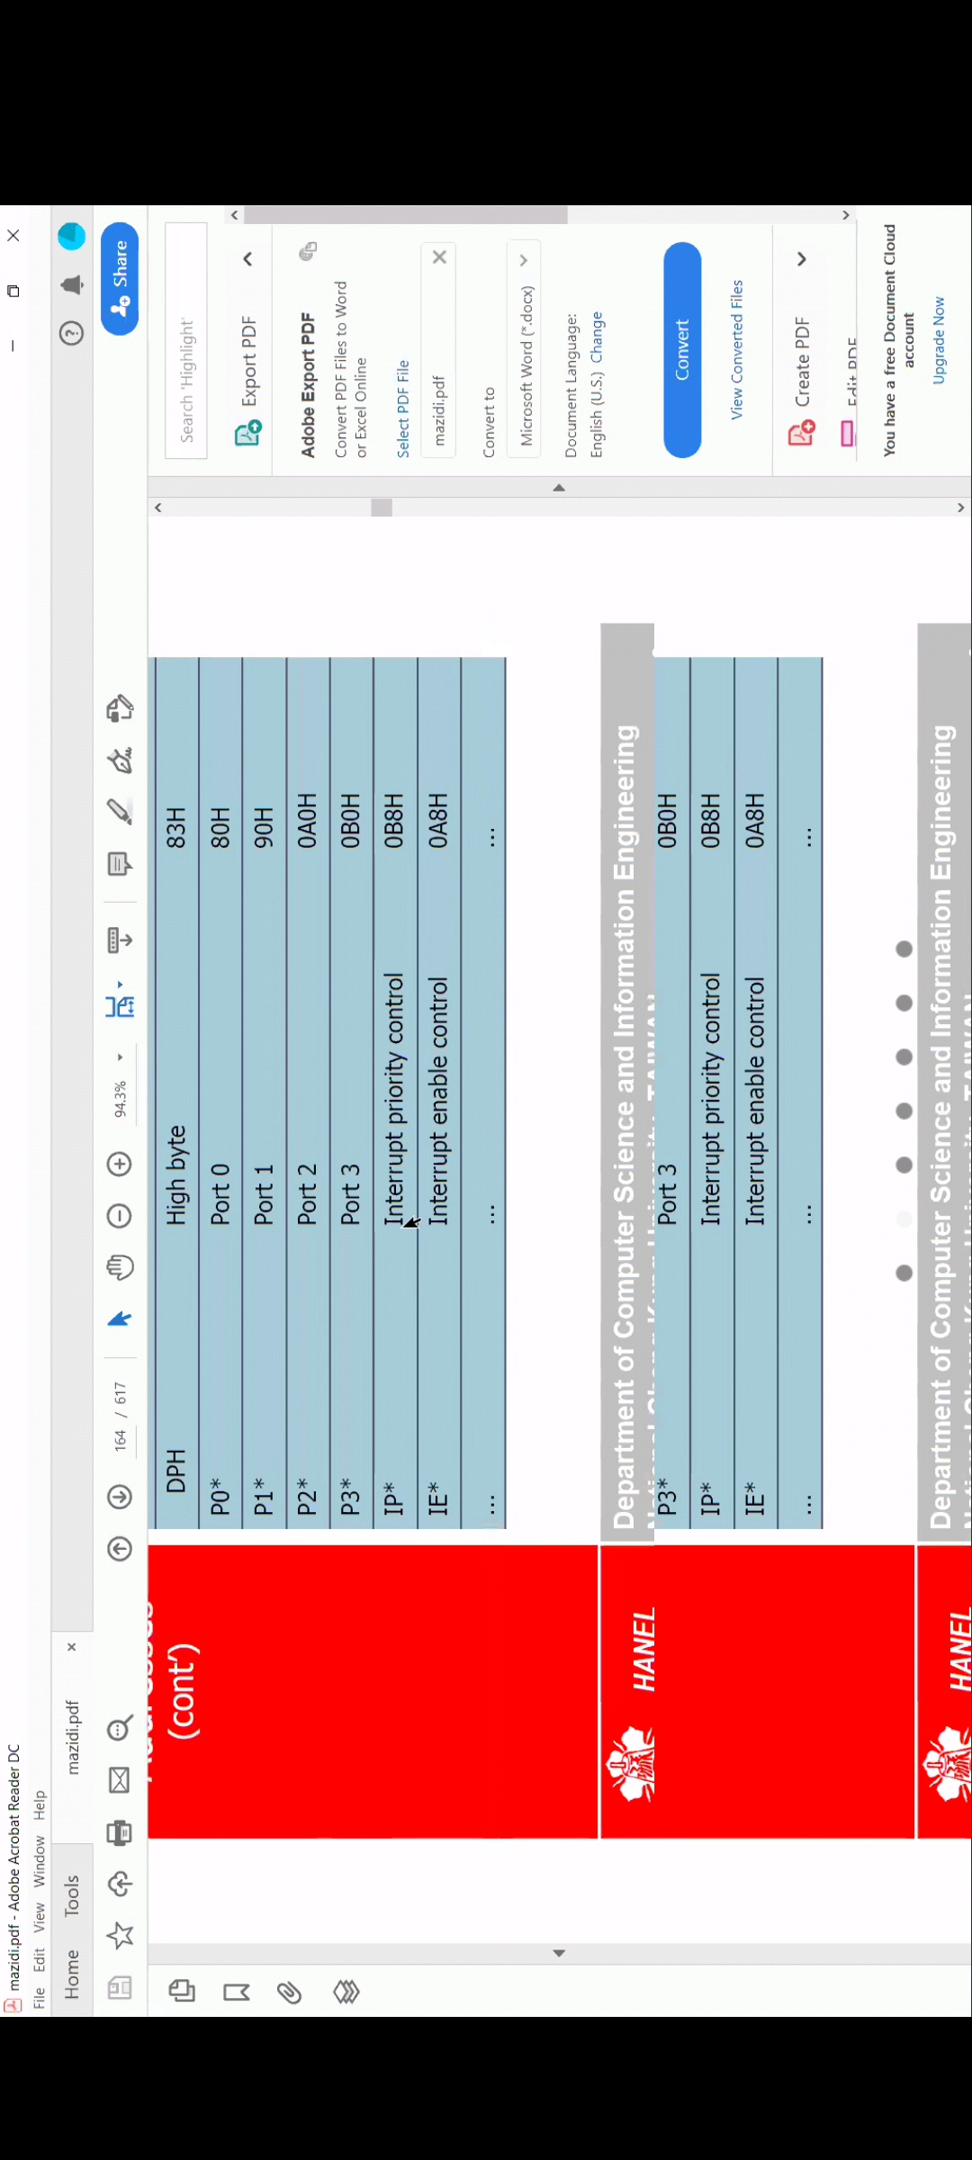 mazidi.pdf - Adobe Acrobat Reader DC
File Edit View Window Help
Home Tools mazidi.pdf ×
164 / 617 94.3% Share
(cont')
DPH High byte 83H
P0* Port 0 80H
P1* Port 1 90H
P2* Port 2 0A0H
P3* Port 3 0B0H
IP* Interrupt priority control 0B8H
IE* Interrupt enable control 0A8H
... ... ...
HANEL
Department of Computer Science and Information Engineering
P3* Port 3 0B0H
IP* Interrupt priority control 0B8H
IE* Interrupt enable control 0A8H
... ... ...
HANEL
Department of Computer Science and Information Engineering
Search 'Highlight'
Export PDF
Adobe Export PDF
Convert PDF Files to Word
or Excel Online
Select PDF File
mazidi.pdf
Convert to
Microsoft Word (*.docx)
Document Language:
English (U.S.) Change
Convert
View Converted Files
Create PDF
Edit PDF
You have a free Document Cloud
account
Upgrade Now